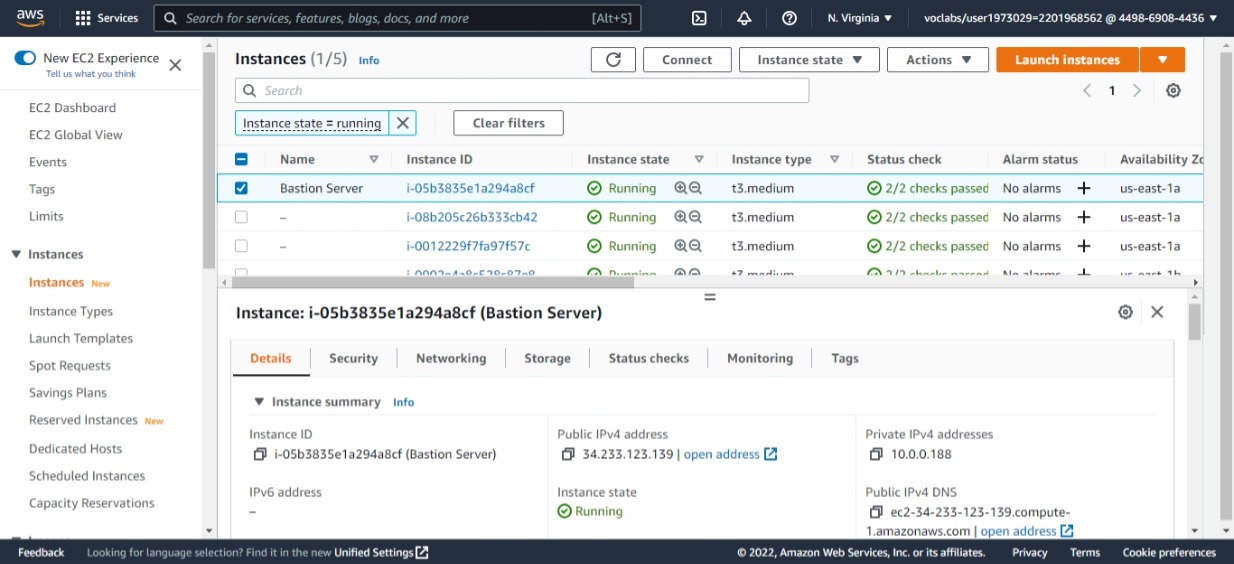 aws Services Search for services, features, blogs, docs, and more [Alt+S] N. Virginia voclabs/user1973029=2201968562 @ 4498-6908-4436
New EC2 Experience
Tell us what you think
EC2 Dashboard
EC2 Global View
Events
Tags
Limits
Instances
Instances New
Instance Types
Launch Templates
Spot Requests
Savings Plans
Reserved Instances New
Dedicated Hosts
Scheduled Instances
Capacity Reservations
Instances (1/5) Info Connect Instance state Actions Launch instances
Search 1
Instance state = running Clear filters
Name Instance ID Instance state Instance type Status check Alarm status Availability Zo
Bastion Server i-05b3835e1a294a8cf Running t3.medium 2/2 checks passed No alarms + us-east-1a
– i-08b205c26b333cb42 Running t3.medium 2/2 checks passed No alarms + us-east-1a
– i-0012229f7fa97f57c Running t3.medium 2/2 checks passed No alarms + us-east-1a
Running t3.medium 2/2 checks passed No alarms + us-east-1b
Instance: i-05b3835e1a294a8cf (Bastion Server)
Details Security Networking Storage Status checks Monitoring Tags
Instance summary Info
Instance ID
i-05b3835e1a294a8cf (Bastion Server)
Public IPv4 address
34.233.123.139 | open address
Private IPv4 addresses
10.0.0.188
IPv6 address
–
Instance state
Running
Public IPv4 DNS
ec2-34-233-123-139.compute-
1.amazonaws.com | open address
Feedback Looking for language selection? Find it in the new Unified Settings © 2022, Amazon Web Services, Inc. or its affiliates. Privacy Terms Cookie preferences